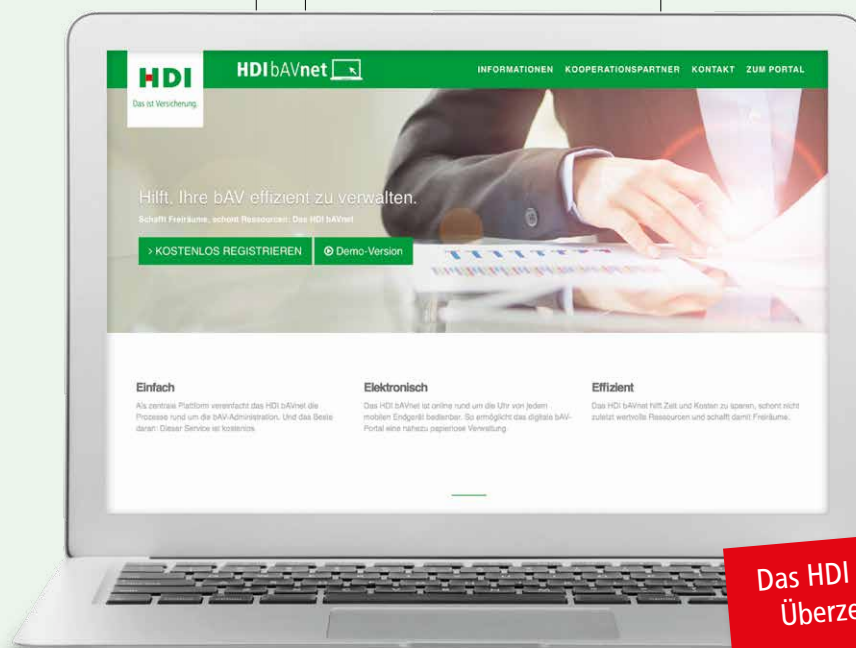 HDI
Das ist Versicherung.
HDI bAVnet
INFORMATIONEN KOOPERATIONSPARTNER KONTAKT ZUM PORTAL
Hilft, Ihre bAV effizient zu verwalten.
Schafft Freiräume, schont Ressourcen: Das HDI bAVnet
> KOSTENLOS REGISTRIEREN
Demo-Version
Einfach
Als zentrale Plattform vereinfacht das HDI bAVnet die
Prozesse rund um die bAV-Administration. Und das Beste
daran: Dieser Service ist kostenlos.
Elektronisch
Das HDI bAVnet ist online rund um die Uhr von jedem
mobilen Endgerät bedienbar. So ermöglicht das digitale bAV-
Portal eine nahezu papierlose Verwaltung.
Effizient
Das HDI bAVnet hilft Zeit und Kosten zu sparen, schont nicht
zuletzt wertvolle Ressourcen und schafft damit Freiräume.
Das HDI
Überze